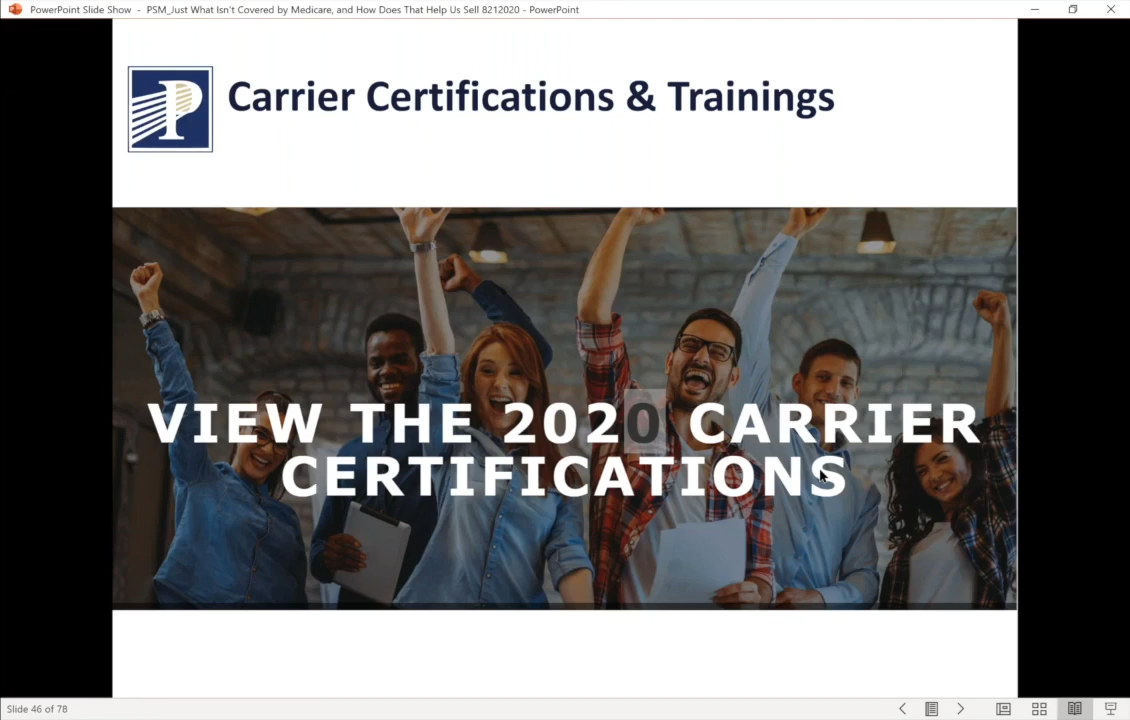 PowerPoint Slide Show - PSM_Just What Isn't Covered by Medicare, and How Does That Help Us Sell 8212020 - PowerPoint
P
Carrier Certifications & Trainings
VIEW THE 2020 CARRIER
CERTIFICATIONS
Slide 46 of 78